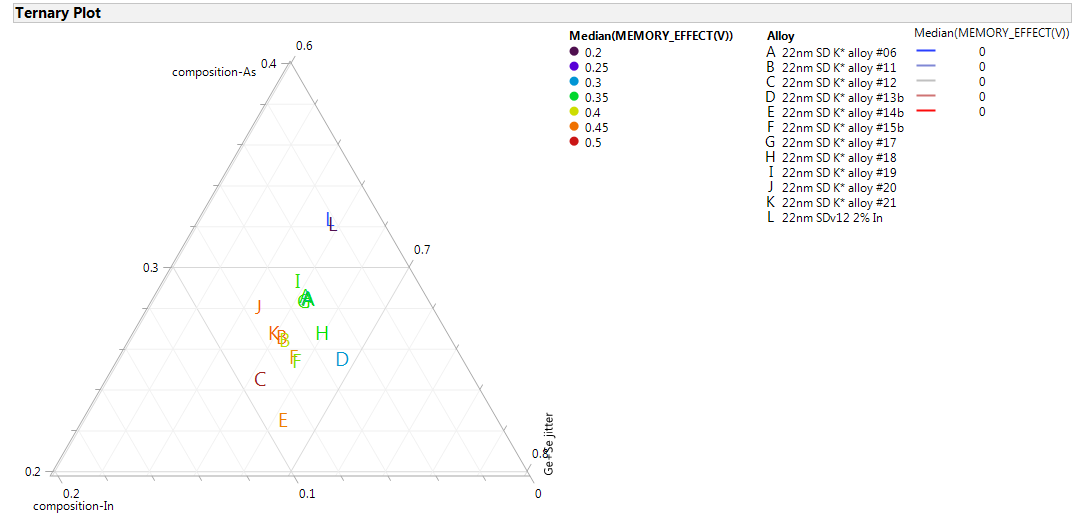 Ternary Plot
composition-As
0.4
0.6
0.3
0.7
0.2
0.8
Ge+Se jitter
0.2
0.1
0
composition-In
L
L
I
A
A
G
J
K
B
B
H
F
F
D
C
E
Median(MEMORY_EFFECT(V))
0.2
0.25
0.3
0.35
0.4
0.45
0.5
Alloy
A 22nm SD K* alloy #06
B 22nm SD K* alloy #11
C 22nm SD K* alloy #12
D 22nm SD K* alloy #13b
E 22nm SD K* alloy #14b
F 22nm SD K* alloy #15b
G 22nm SD K* alloy #17
H 22nm SD K* alloy #18
I 22nm SD K* alloy #19
J 22nm SD K* alloy #20
K 22nm SD K* alloy #21
L 22nm SDv12 2% In
Median(MEMORY_EFFECT(V))
0
0
0
0
0